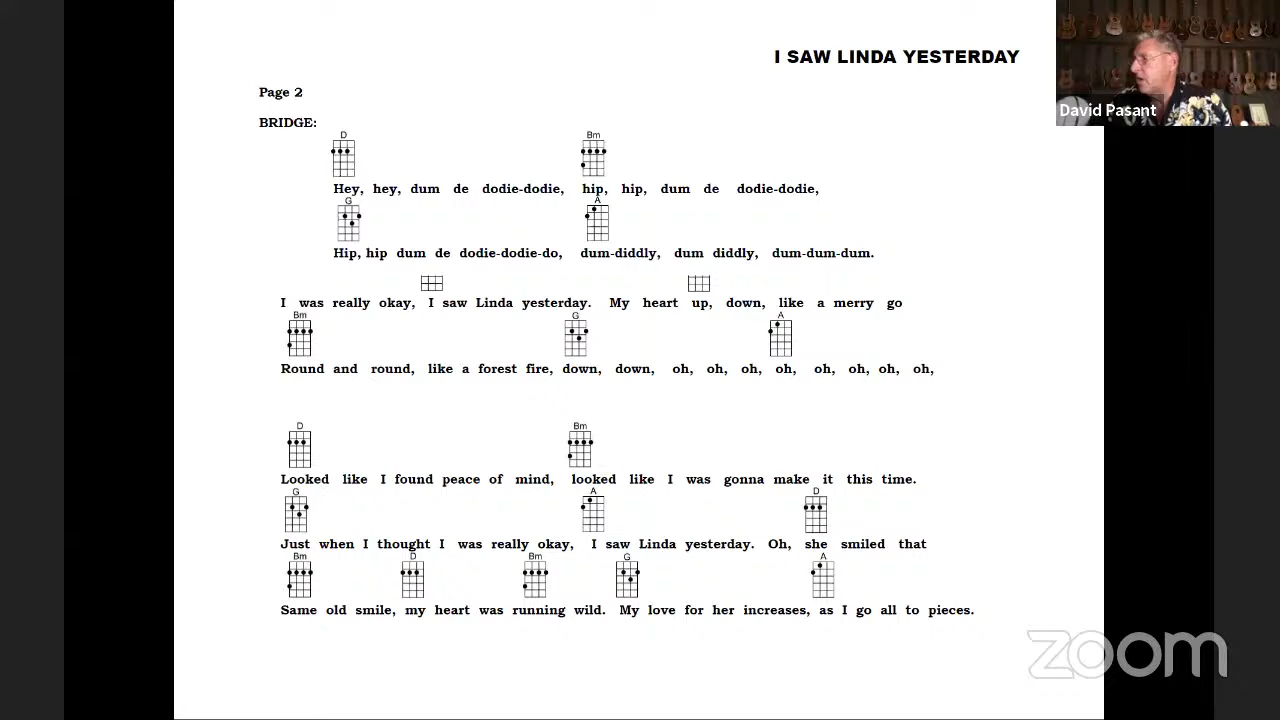 I SAW LINDA YESTERDAY
David Pasant
Page 2
BRIDGE:
D Bm
Hey, hey, dum de dodie-dodie, hip, hip, dum de dodie-dodie,
G A
Hip, hip dum de dodie-dodie-do, dum-diddly, dum diddly, dum-dum-dum.
I was really okay, I saw Linda yesterday. My heart up, down, like a merry go
Bm G A
Round and round, like a forest fire, down, down, oh, oh, oh, oh, oh, oh, oh, oh,
D Bm
Looked like I found peace of mind, looked like I was gonna make it this time.
G A D
Just when I thought I was really okay, I saw Linda yesterday. Oh, she smiled that
Bm D Bm G A
Same old smile, my heart was running wild. My love for her increases, as I go all to pieces.
zoom